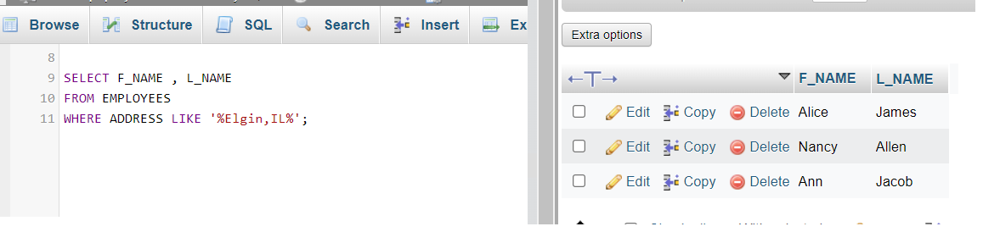 Browse Structure SQL Search Insert Ex
8
9 SELECT F_NAME , L_NAME
10 FROM EMPLOYEES
11 WHERE ADDRESS LIKE '%Elgin,IL%';
Extra options
←T→ F_NAME L_NAME
Edit Copy Delete Alice James
Edit Copy Delete Nancy Allen
Edit Copy Delete Ann Jacob